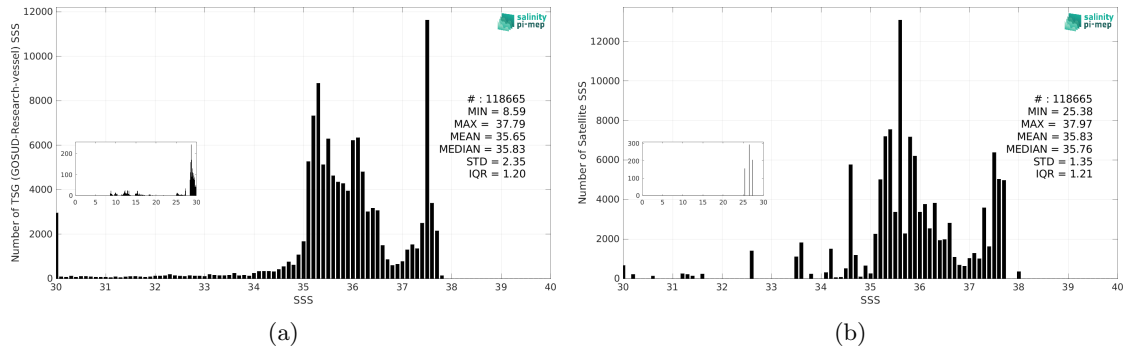 12000
10000
8000
6000
4000
2000
0
Number of TSG (GOSUD-Research-vessel) SSS
salinity
pi-mep
# : 118665
MIN = 8.59
MAX = 37.79
MEAN = 35.65
MEDIAN = 35.83
STD = 2.35
IQR = 1.20
200
100
0
0 5 10 15 20 25 30
30 31 32 33 34 35 36 37 38 39 40
SSS
(a)
12000
10000
8000
6000
4000
2000
0
Number of Satellite SSS
salinity
pi-mep
# : 118665
MIN = 25.38
MAX = 37.97
MEAN = 35.83
MEDIAN = 35.76
STD = 1.35
IQR = 1.21
300
200
100
0
0 5 10 15 20 25 30
30 31 32 33 34 35 36 37 38 39 40
SSS
(b)